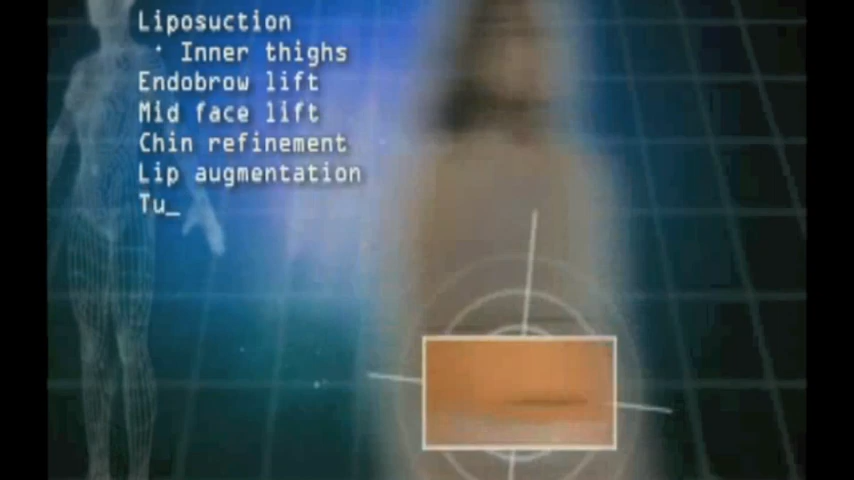 Liposuction
· Inner thighs
Endobrow lift
Mid face lift
Chin refinement
Lip augmentation
Tu_